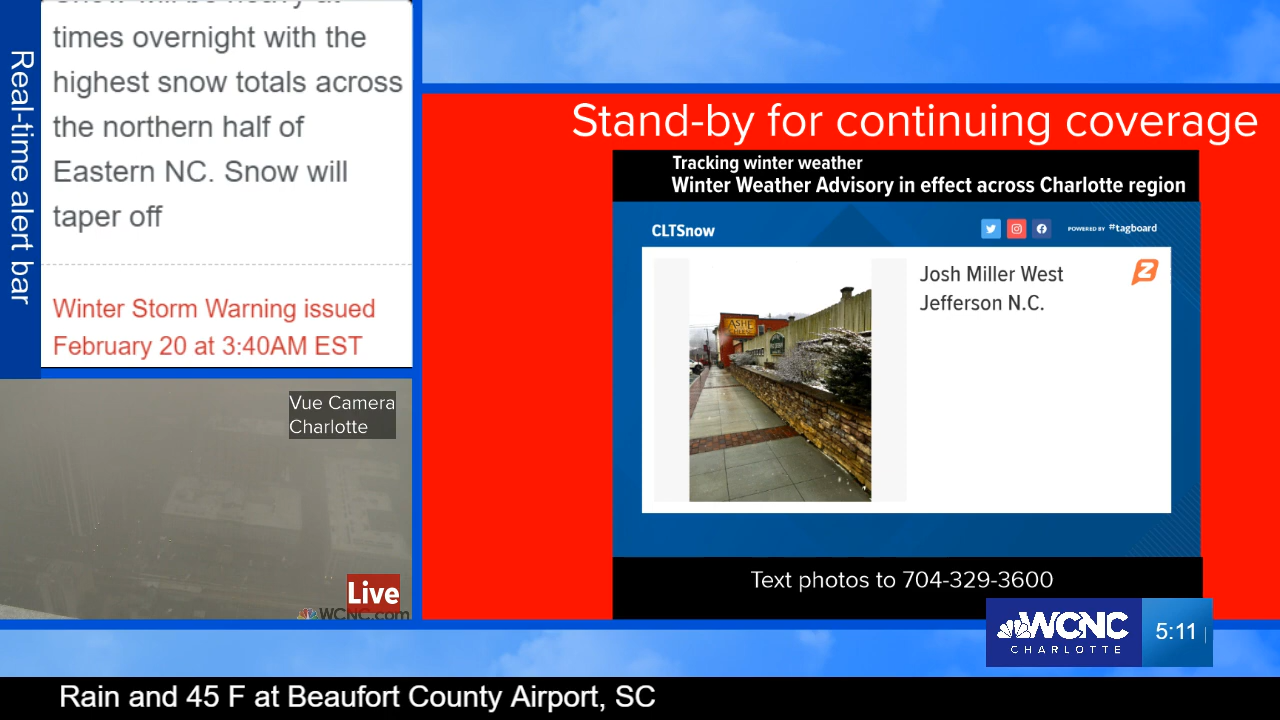 Real-time alert bar
times overnight with the
highest snow totals across
the northern half of
Eastern NC. Snow will
taper off
Winter Storm Warning issued
February 20 at 3:40AM EST
Vue Camera
Charlotte
Live
WCNC.com
Stand-by for continuing coverage
Tracking winter weather
Winter Weather Advisory in effect across Charlotte region
CLTSnow
POWERED BY #tagboard
Josh Miller West
Jefferson N.C.
ASHE
Text photos to 704-329-3600
WCNC
CHARLOTTE
5:11
Rain and 45 F at Beaufort County Airport, SC